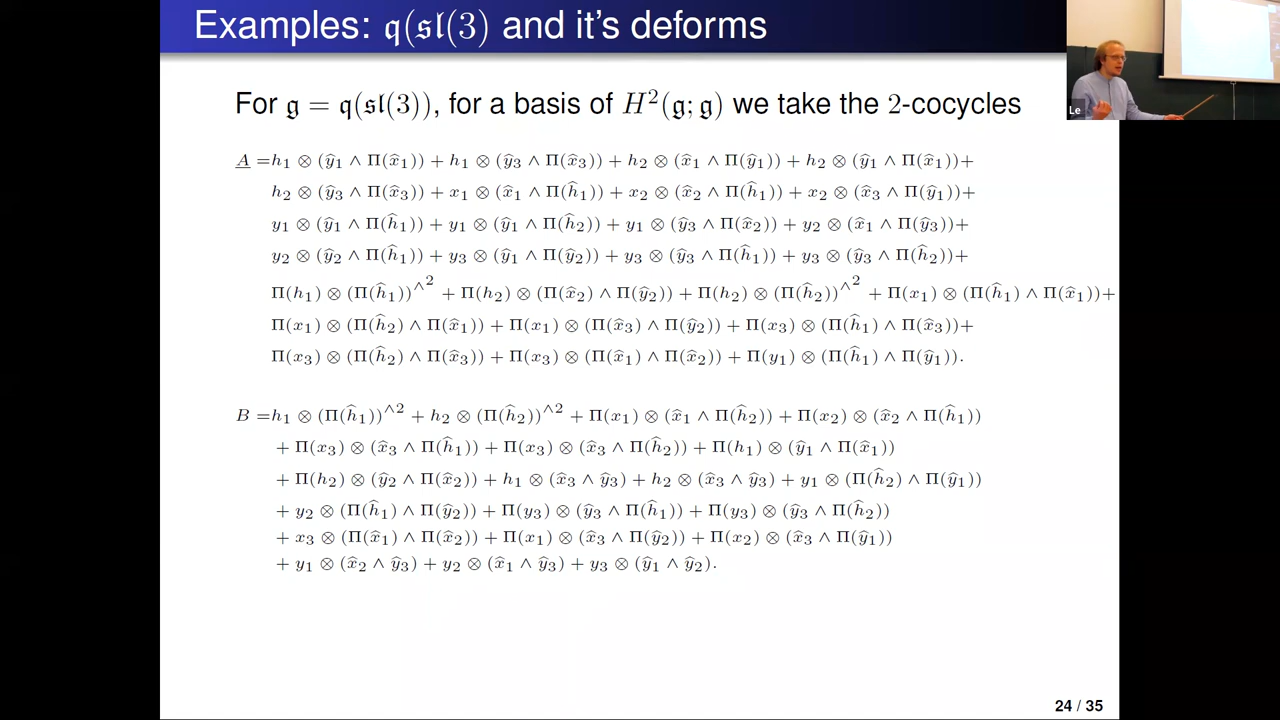 Examples: 𝔮(𝔰𝔩(3) and it's deforms
Le
For 𝔤 = 𝔮(𝔰𝔩(3)), for a basis of H²(𝔤; 𝔤) we take the 2-cocycles
A =h₁ ⊗ (ŷ₁ ∧ Π(x̂₁)) + h₁ ⊗ (ŷ₃ ∧ Π(x̂₃)) + h₂ ⊗ (x̂₁ ∧ Π(ŷ₁)) + h₂ ⊗ (ŷ₁ ∧ Π(x̂₁))+
h₂ ⊗ (ŷ₃ ∧ Π(x̂₃)) + x₁ ⊗ (x̂₁ ∧ Π(ĥ₁)) + x₂ ⊗ (x̂₂ ∧ Π(ĥ₁)) + x₂ ⊗ (x̂₃ ∧ Π(ŷ₁))+
y₁ ⊗ (ŷ₁ ∧ Π(ĥ₁)) + y₁ ⊗ (ŷ₁ ∧ Π(ĥ₂)) + y₁ ⊗ (ŷ₃ ∧ Π(x̂₂)) + y₂ ⊗ (x̂₁ ∧ Π(ŷ₃))+
y₂ ⊗ (ŷ₂ ∧ Π(ĥ₁)) + y₃ ⊗ (ŷ₁ ∧ Π(ŷ₂)) + y₃ ⊗ (ŷ₃ ∧ Π(ĥ₁)) + y₃ ⊗ (ŷ₃ ∧ Π(ĥ₂))+
Π(h₁) ⊗ (Π(ĥ₁))^∧2 + Π(h₂) ⊗ (Π(x̂₂) ∧ Π(ŷ₂)) + Π(h₂) ⊗ (Π(ĥ₂))^∧2 + Π(x₁) ⊗ (Π(ĥ₁) ∧ Π(x̂₁))+
Π(x₁) ⊗ (Π(ĥ₂) ∧ Π(x̂₁)) + Π(x₁) ⊗ (Π(x̂₃) ∧ Π(ŷ₂)) + Π(x₃) ⊗ (Π(ĥ₁) ∧ Π(x̂₃))+
Π(x₃) ⊗ (Π(ĥ₂) ∧ Π(x̂₃)) + Π(x₃) ⊗ (Π(x̂₁) ∧ Π(x̂₂)) + Π(y₁) ⊗ (Π(ĥ₁) ∧ Π(ŷ₁)).
B =h₁ ⊗ (Π(ĥ₁))^∧2 + h₂ ⊗ (Π(ĥ₂))^∧2 + Π(x₁) ⊗ (x̂₁ ∧ Π(ĥ₂)) + Π(x₂) ⊗ (x̂₂ ∧ Π(ĥ₁))
+ Π(x₃) ⊗ (x̂₃ ∧ Π(ĥ₁)) + Π(x₃) ⊗ (x̂₃ ∧ Π(ĥ₂)) + Π(h₁) ⊗ (ŷ₁ ∧ Π(x̂₁))
+ Π(h₂) ⊗ (ŷ₂ ∧ Π(x̂₂)) + h₁ ⊗ (x̂₃ ∧ ŷ₃) + h₂ ⊗ (x̂₃ ∧ ŷ₃) + y₁ ⊗ (Π(ĥ₂) ∧ Π(ŷ₁))
+ y₂ ⊗ (Π(ĥ₁) ∧ Π(ŷ₂)) + Π(y₃) ⊗ (ŷ₃ ∧ Π(ĥ₁)) + Π(y₃) ⊗ (ŷ₃ ∧ Π(ĥ₂))
+ x₃ ⊗ (Π(x̂₁) ∧ Π(x̂₂)) + Π(x₁) ⊗ (x̂₃ ∧ Π(ŷ₂)) + Π(x₂) ⊗ (x̂₃ ∧ Π(ŷ₁))
+ y₁ ⊗ (x̂₂ ∧ ŷ₃) + y₂ ⊗ (x̂₁ ∧ ŷ₃) + y₃ ⊗ (ŷ₁ ∧ ŷ₂).
24 / 35